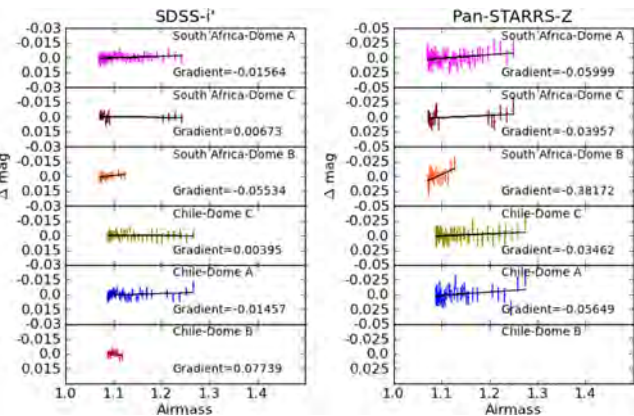 SDSS-i'
Pan-STARRS-Z
-0.03
-0.015
0.0
0.015
South Africa-Dome A
Gradient=-0.01564
-0.03
-0.015
0.0
0.015
South Africa-Dome C
Gradient=0.00673
-0.03
-0.015
0.0
0.015
South Africa-Dome B
Gradient=-0.05534
-0.03
-0.015
0.0
0.015
Chile-Dome C
Gradient=0.00395
-0.03
-0.015
0.0
0.015
Chile-Dome A
Gradient=-0.01457
-0.03
-0.015
0.0
0.015
Chile-Dome B
Gradient=0.07739
Δ mag
1.0 1.1 1.2 1.3 1.4
Airmass
-0.05
-0.025
0.0
0.025
South Africa-Dome A
Gradient=-0.05999
-0.05
-0.025
0.0
0.025
South Africa-Dome C
Gradient=-0.03957
-0.05
-0.025
0.0
0.025
South Africa-Dome B
Gradient=-0.38172
-0.05
-0.025
0.0
0.025
Chile-Dome C
Gradient=-0.03462
-0.05
-0.025
0.0
0.025
Chile-Dome A
Gradient=-0.05649
-0.05
-0.025
0.0
0.025
Chile-Dome B
Δ mag
1.0 1.1 1.2 1.3 1.4
Airmass